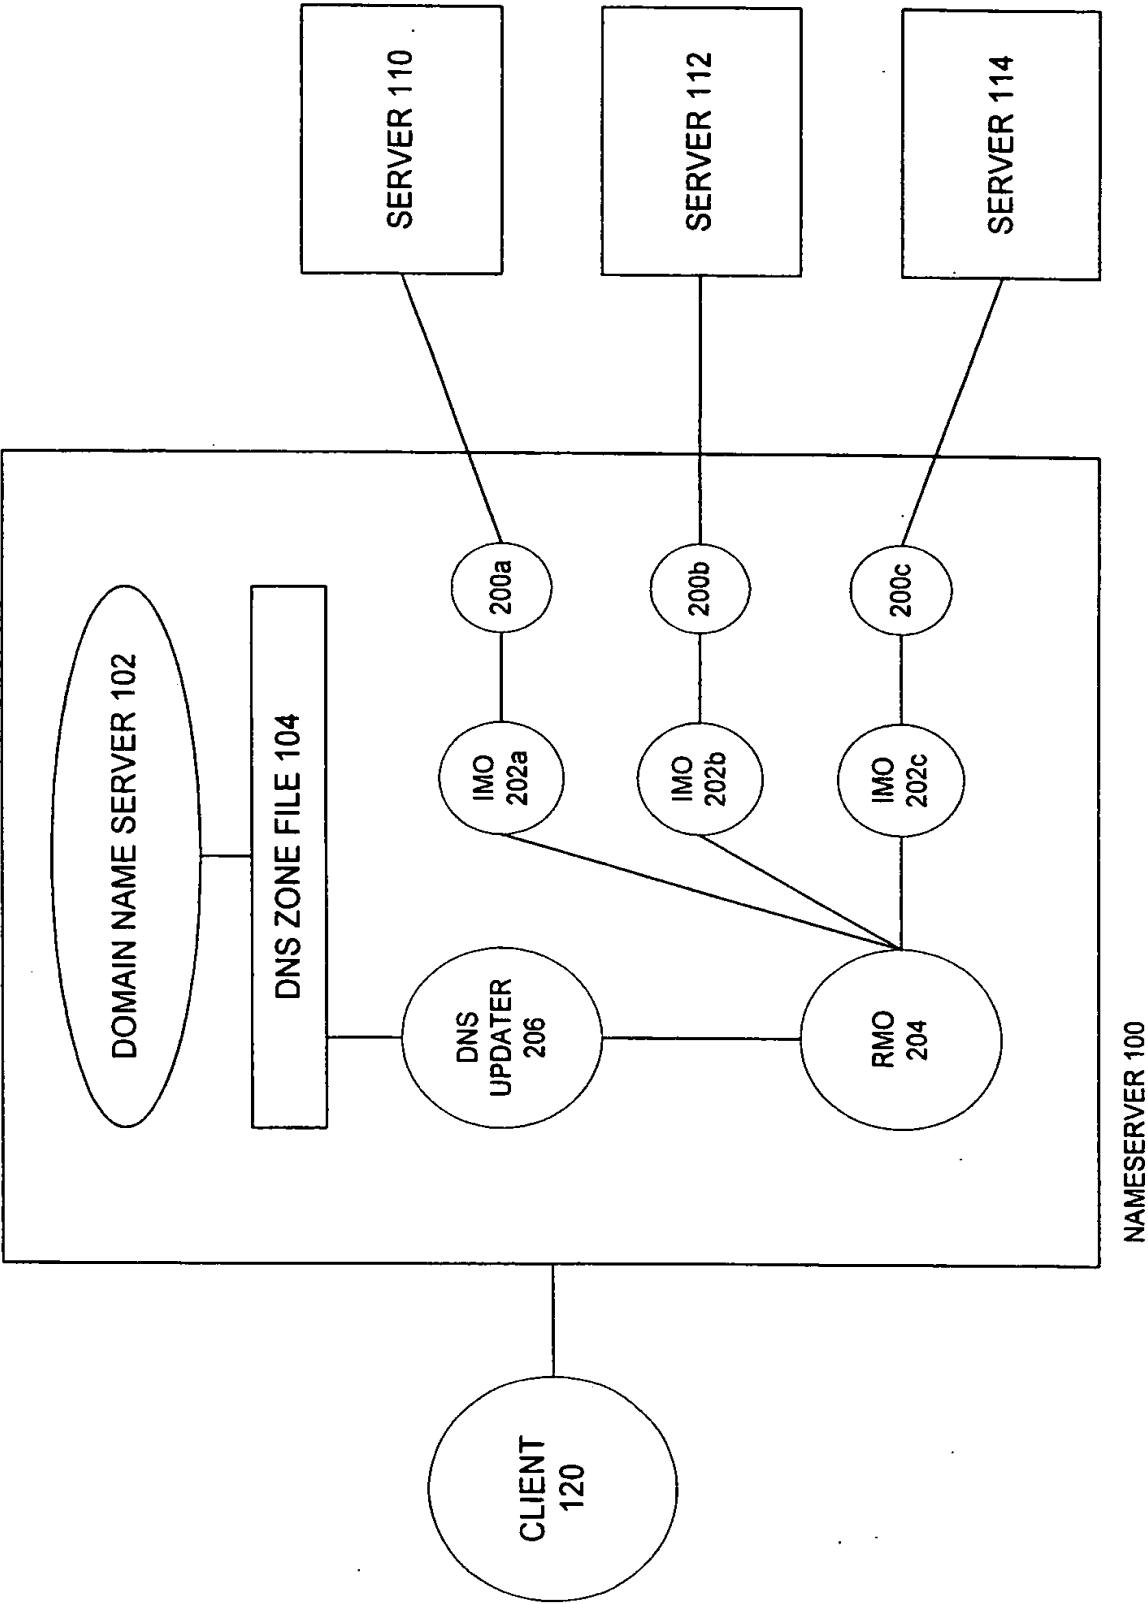 DOMAIN NAME SERVER 102
DNS ZONE FILE 104
DNS
UPDATER
206
RMO
204
IMO
202a
IMO
202b
IMO
202c
200a
200b
200c
SERVER 110
SERVER 112
SERVER 114
CLIENT
120
NAMESERVER 100